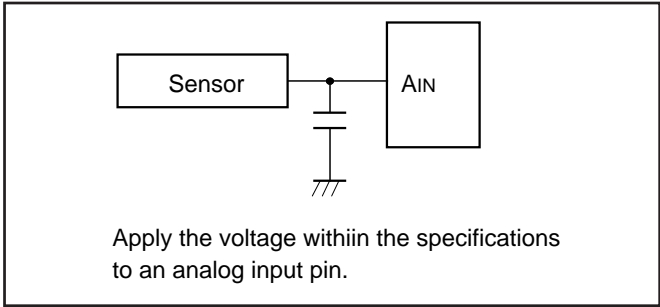 Sensor
AIN
Apply the voltage withiin the specifications
to an analog input pin.